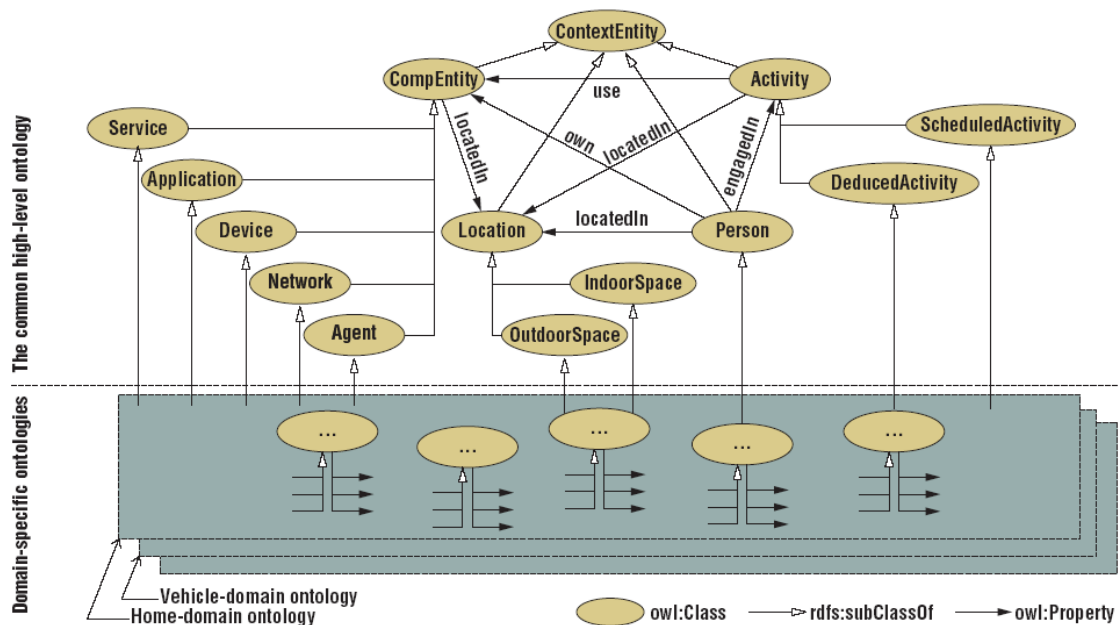 ContextEntity
CompEntity
Activity
use
Service
ScheduledActivity
locatedIn
own
locatedIn
engagedIn
Application
DeducedActivity
Device
Location
locatedIn
Person
Network
IndoorSpace
Agent
OutdoorSpace
The common high-level ontology
Domain-specific ontologies
...
...
...
...
...
Vehicle-domain ontology
Home-domain ontology
owl:Class
rdfs:subClassOf
owl:Property